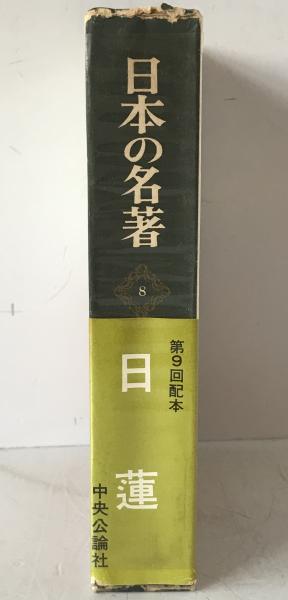 日本の名著
8
第9回配本
日蓮
中央公論社